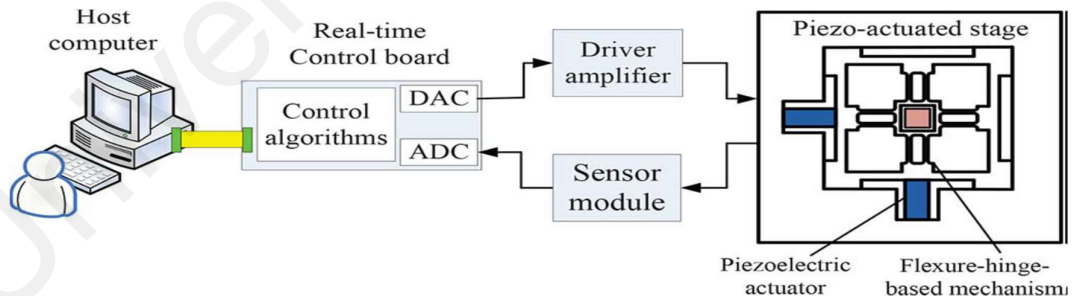 Host
computer
Real-time
Control board
Control
algorithms
DAC
ADC
Driver
amplifier
Sensor
module
Piezo-actuated stage
Piezoelectric
actuator
Flexure-hinge-
based mechanism